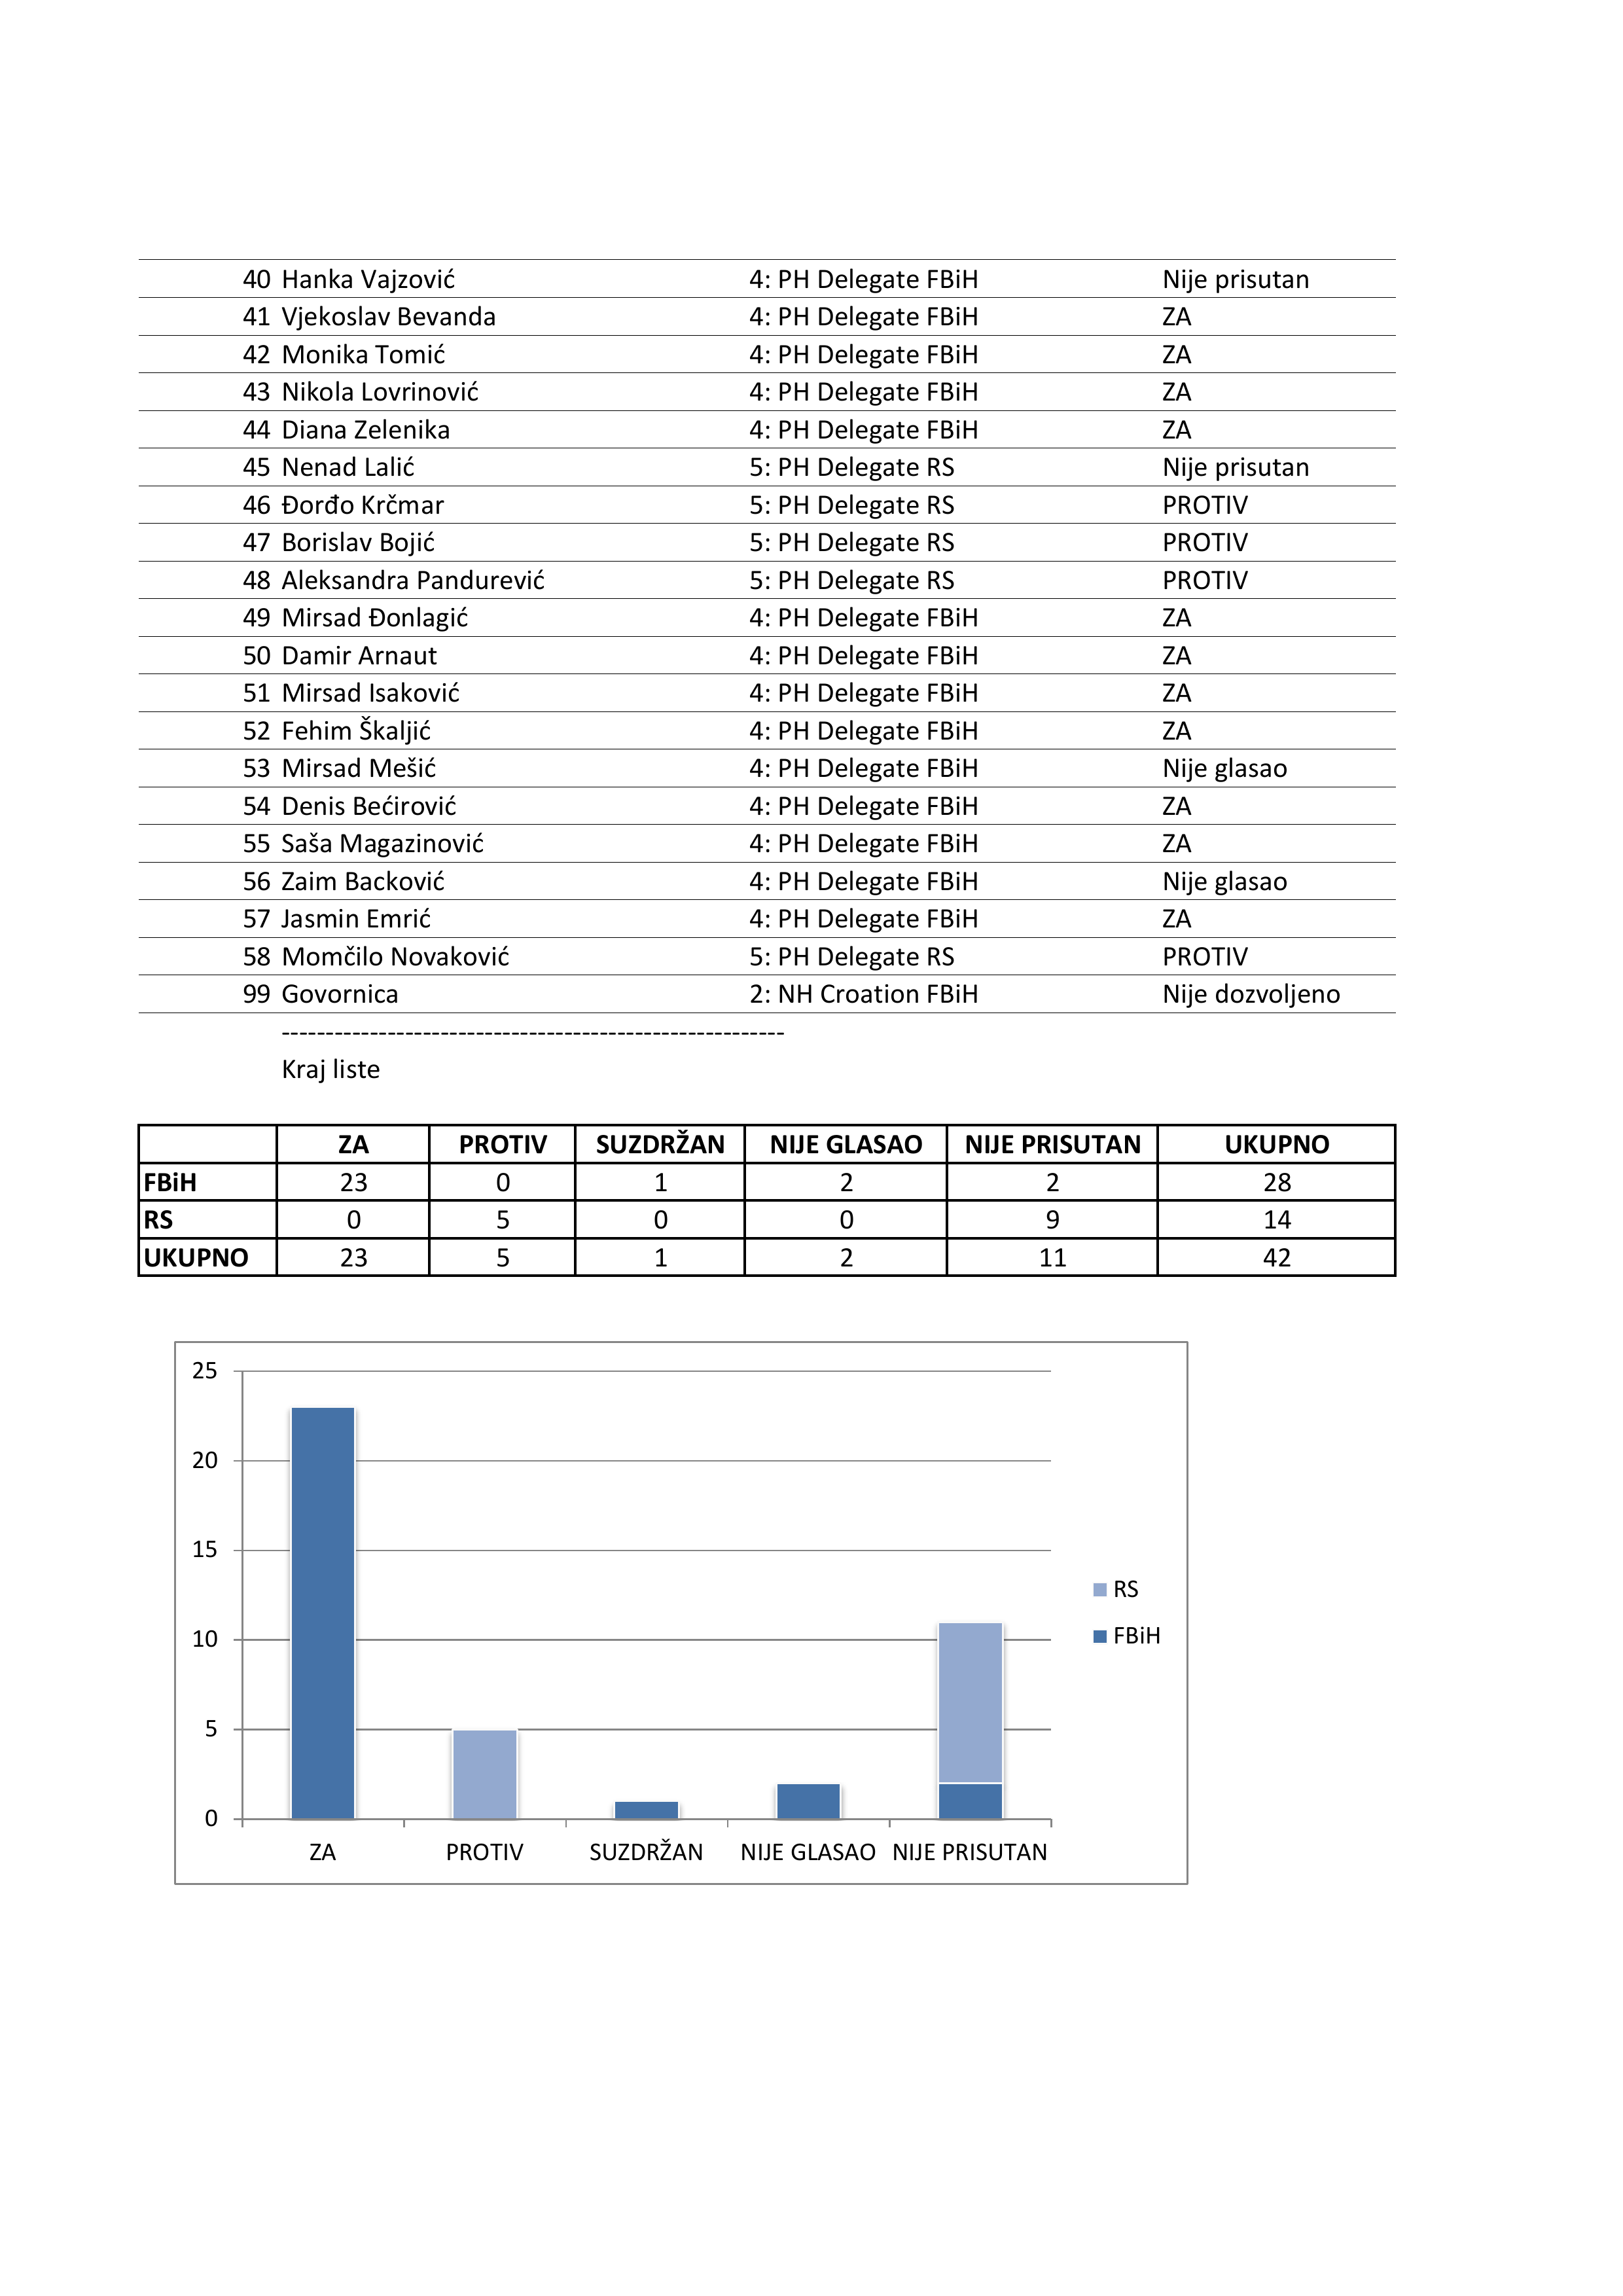 40 Hanka Vajzović 4: PH Delegate FBiH Nije prisutan
41 Vjekoslav Bevanda 4: PH Delegate FBiH ZA
42 Monika Tomić 4: PH Delegate FBiH ZA
43 Nikola Lovrinović 4: PH Delegate FBiH ZA
44 Diana Zelenika 4: PH Delegate FBiH ZA
45 Nenad Lalić 5: PH Delegate RS Nije prisutan
46 Đorđo Krčmar 5: PH Delegate RS PROTIV
47 Borislav Bojić 5: PH Delegate RS PROTIV
48 Aleksandra Pandurević 5: PH Delegate RS PROTIV
49 Mirsad Đonlagić 4: PH Delegate FBiH ZA
50 Damir Arnaut 4: PH Delegate FBiH ZA
51 Mirsad Isaković 4: PH Delegate FBiH ZA
52 Fehim Škaljić 4: PH Delegate FBiH ZA
53 Mirsad Mešić 4: PH Delegate FBiH Nije glasao
54 Denis Bećirović 4: PH Delegate FBiH ZA
55 Saša Magazinović 4: PH Delegate FBiH ZA
56 Zaim Backović 4: PH Delegate FBiH Nije glasao
57 Jasmin Emrić 4: PH Delegate FBiH ZA
58 Momčilo Novaković 5: PH Delegate RS PROTIV
99 Govornica 2: NH Croation FBiH Nije dozvoljeno
---------------------------------------------------------
Kraj liste
ZA PROTIV SUZDRŽAN NIJE GLASAO NIJE PRISUTAN UKUPNO
FBiH 23 0 1 2 2 28
RS 0 5 0 0 9 14
UKUPNO 23 5 1 2 11 42
25
20
15
10
5
0
ZA PROTIV SUZDRŽAN NIJE GLASAO NIJE PRISUTAN
RS
FBiH